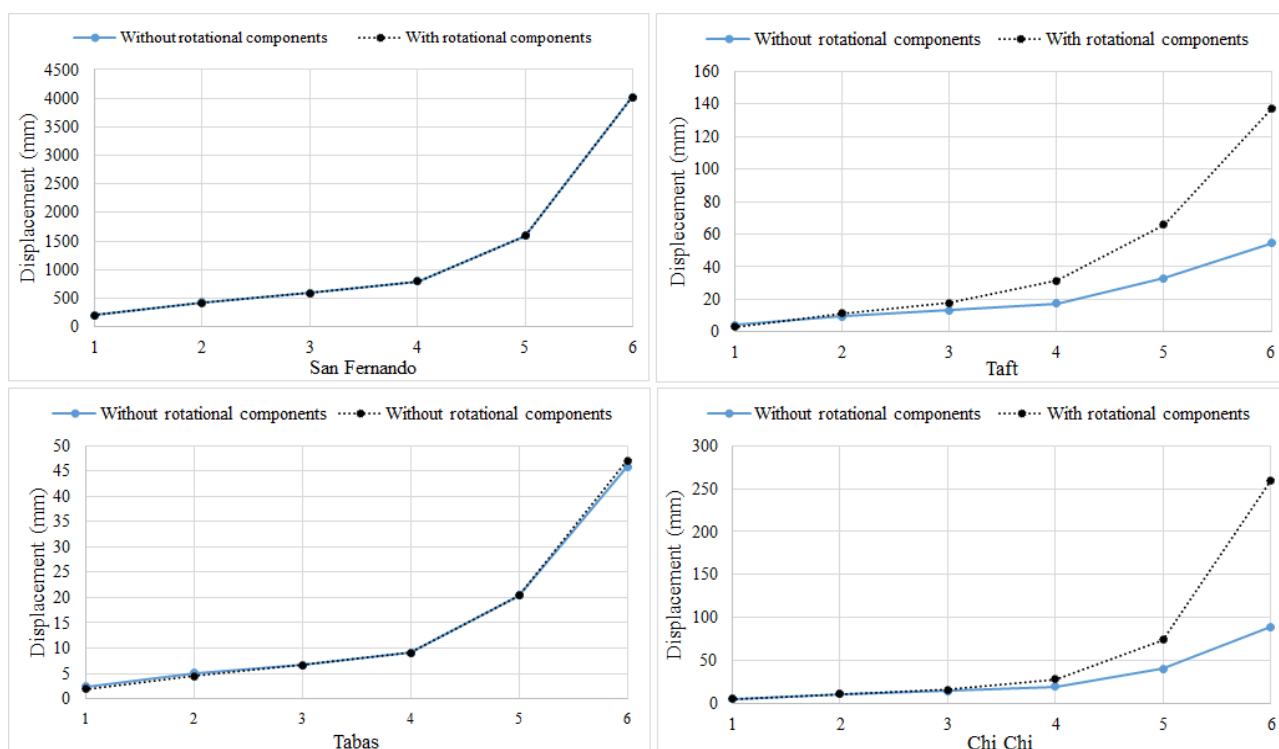 Without rotational components
With rotational components
4500
4000
3500
3000
2500
2000
1500
1000
500
0
Displacement (mm)
1 2 3 4 5 6
San Fernando
Without rotational components
With rotational components
160
140
120
100
80
60
40
20
0
Displecement (mm)
1 2 3 4 5 6
Taft
Without rotational components
Without rotational components
50
45
40
35
30
25
20
15
10
5
0
Displacement (mm)
1 2 3 4 5 6
Tabas
Without rotational components
With rotational components
300
250
200
150
100
50
0
Displacement (mm)
1 2 3 4 5 6
Chi Chi